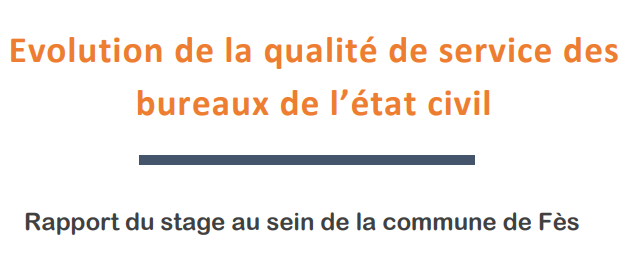 Evolution de la qualité de service des
bureaux de l’état civil
Rapport du stage au sein de la commune de Fès